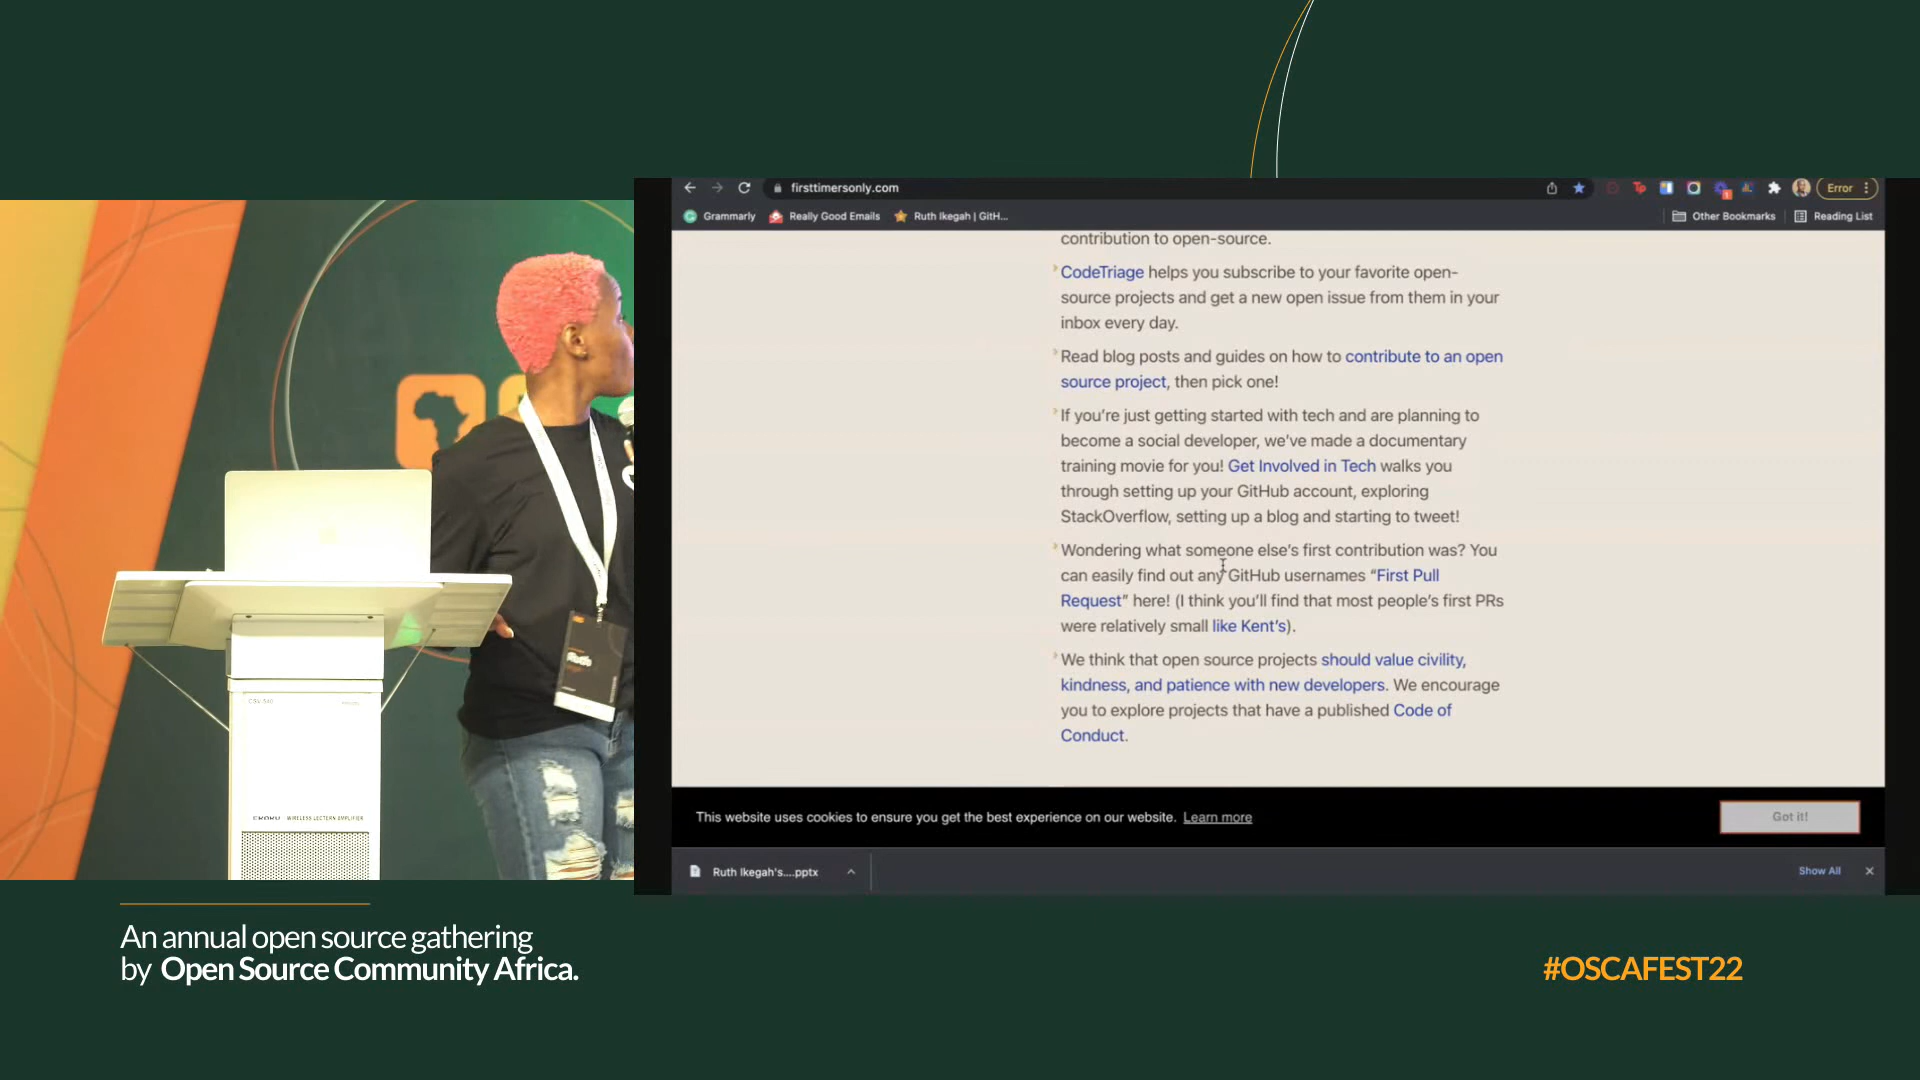 firsttimersonly.com
Error
Grammarly
Really Good Emails
Ruth Ikegah | GitH...
Other Bookmarks
Reading List
contribution to open-source.
CodeTriage helps you subscribe to your favorite open-
source projects and get a new open issue from them in your
inbox every day.
Read blog posts and guides on how to contribute to an open
source project, then pick one!
If you're just getting started with tech and are planning to
become a social developer, we've made a documentary
training movie for you! Get Involved in Tech walks you
through setting up your GitHub account, exploring
StackOverflow, setting up a blog and starting to tweet!
Wondering what someone else's first contribution was? You
can easily find out any GitHub usernames “First Pull
Request” here! (I think you'll find that most people's first PRs
were relatively small like Kent's).
We think that open source projects should value civility,
kindness, and patience with new developers. We encourage
you to explore projects that have a published Code of
Conduct.
This website uses cookies to ensure you get the best experience on our website. Learn more
Got it!
Ruth Ikegah's....pptx
Show All
Ruth
WIRELESS LECTERN AMPLIFIER
An annual open source gathering
by Open Source Community Africa.
#OSCAFEST22